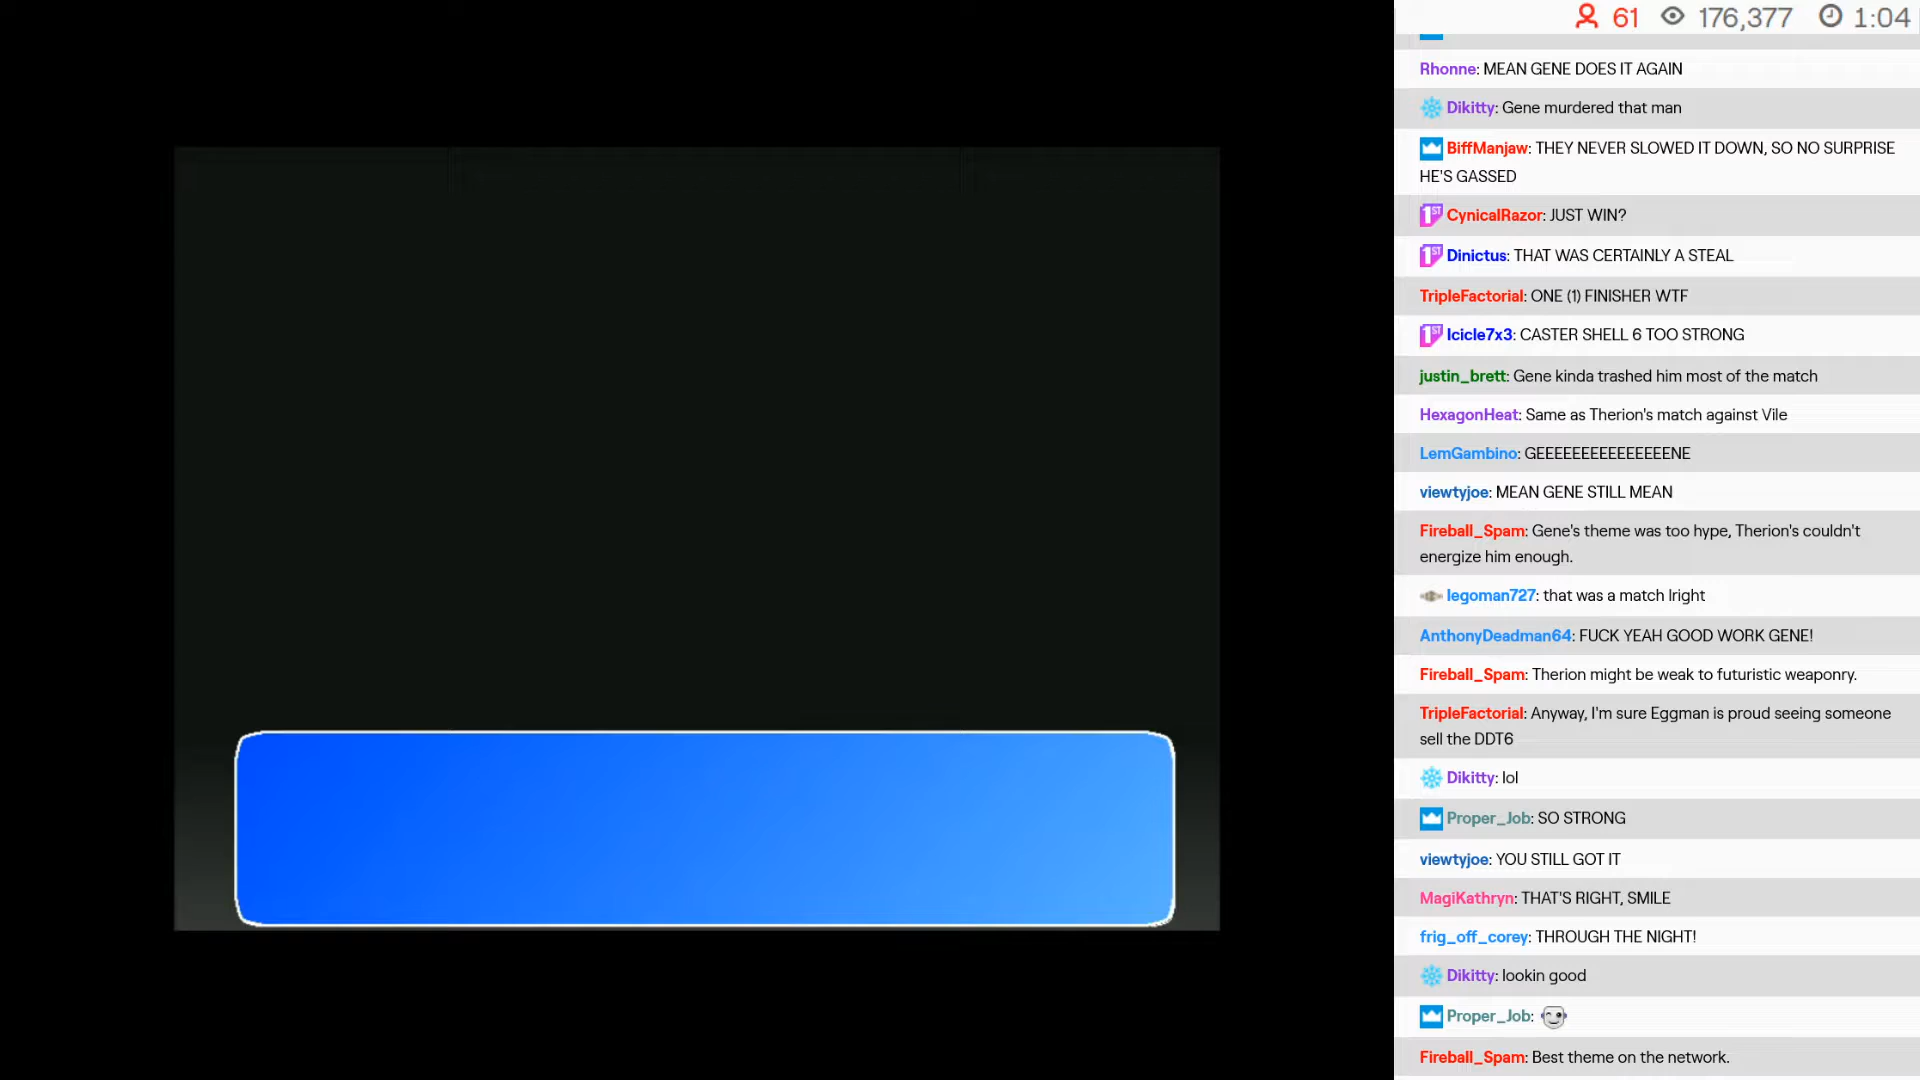 61 176,377 1:04
Rhonne: MEAN GENE DOES IT AGAIN
Dikitty: Gene murdered that man
BiffManjaw: THEY NEVER SLOWED IT DOWN, SO NO SURPRISE
HE'S GASSED
1ST CynicalRazor: JUST WIN?
1ST Dinictus: THAT WAS CERTAINLY A STEAL
TripleFactorial: ONE (1) FINISHER WTF
1ST Icicle7x3: CASTER SHELL 6 TOO STRONG
justin_brett: Gene kinda trashed him most of the match
HexagonHeat: Same as Therion's match against Vile
LemGambino: GEEEEEEEEEEEEEEENE
viewtyjoe: MEAN GENE STILL MEAN
Fireball_Spam: Gene's theme was too hype, Therion's couldn't
energize him enough.
legoman727: that was a match lright
AnthonyDeadman64: FUCK YEAH GOOD WORK GENE!
Fireball_Spam: Therion might be weak to futuristic weaponry.
TripleFactorial: Anyway, I'm sure Eggman is proud seeing someone
sell the DDT6
Dikitty: lol
Proper_Job: SO STRONG
viewtyjoe: YOU STILL GOT IT
MagiKathryn: THAT'S RIGHT, SMILE
frig_off_corey: THROUGH THE NIGHT!
Dikitty: lookin good
Proper_Job:
Fireball_Spam: Best theme on the network.